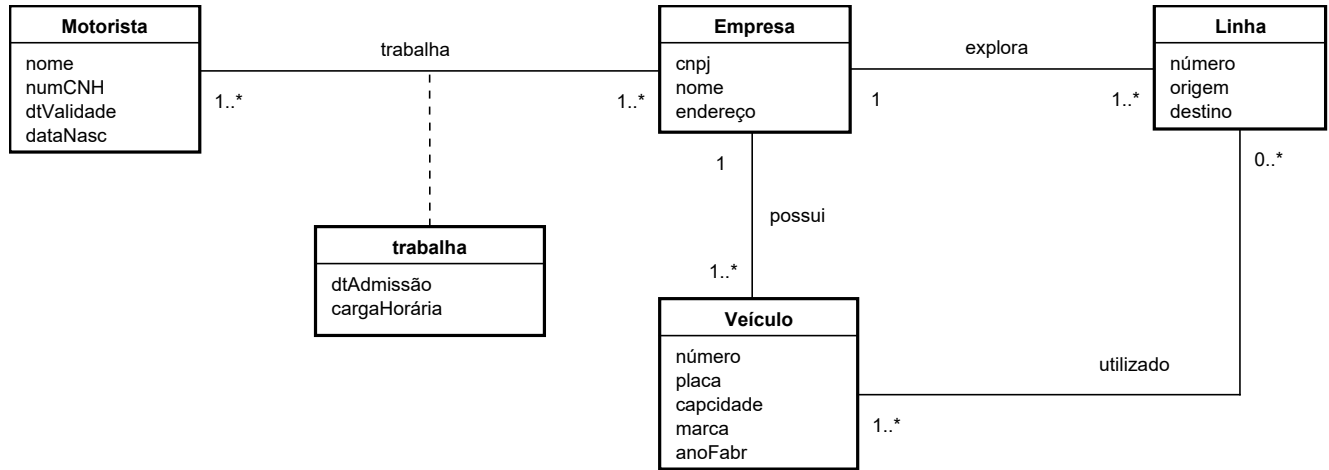 Motorista
nome
numCNH
dtValidade
dataNasc
trabalha
1..*
1..*
Empresa
cnpj
nome
endereço
explora
1
1..*
Linha
número
origem
destino
0..*
1
possui
1..*
trabalha
dtAdmissão
cargaHorária
Veículo
número
placa
capcidade
marca
anoFabr
utilizado
1..*